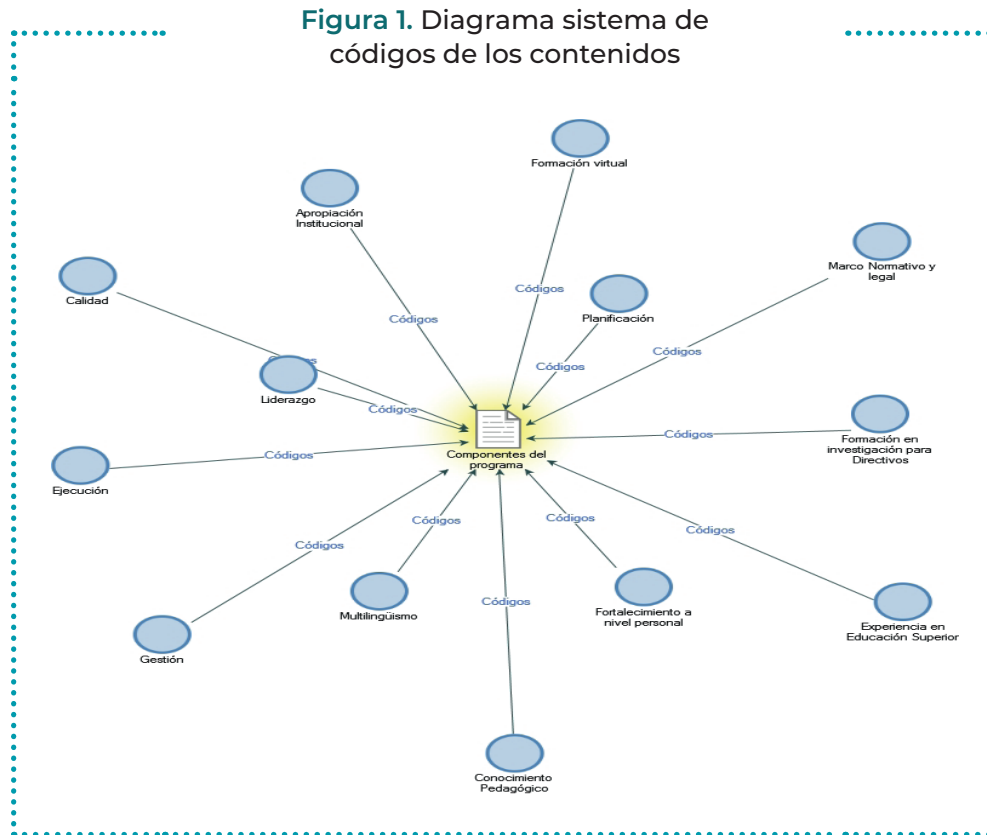 Figura 1. Diagrama sistema de
códigos de los contenidos
Formación virtual
Apropiación
Institucional
Marco Normativo y
legal
Calidad
Códigos
Planificación
Códigos
Códigos
Códigos
Códigos
Liderazgo
Códigos
Formación en
investigación para
Directivos
Códigos
Componentes del
programa
Códigos
Ejecución
Códigos
Códigos
Códigos
Códigos
Multilingüismo
Fortalecimiento a
nivel personal
Códigos
Experiencia en
Educación Superior
Gestión
Conocimiento
Pedagógico